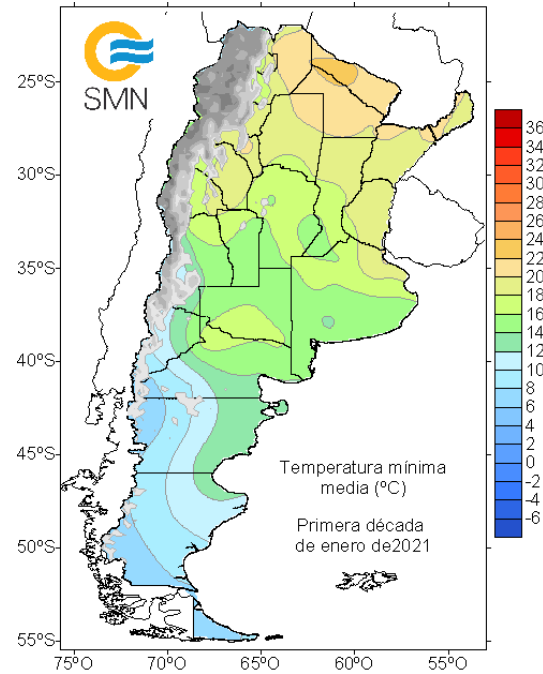 SMN
25ºS
30ºS
35ºS
40ºS
45ºS
50ºS
55ºS
75ºO
70ºO
65ºO
60ºO
55ºO
Temperatura mínima
media (ºC)
Primera década
de enero de2021
36
34
32
30
28
26
24
22
20
18
16
14
12
10
8
6
4
2
0
-2
-4
-6